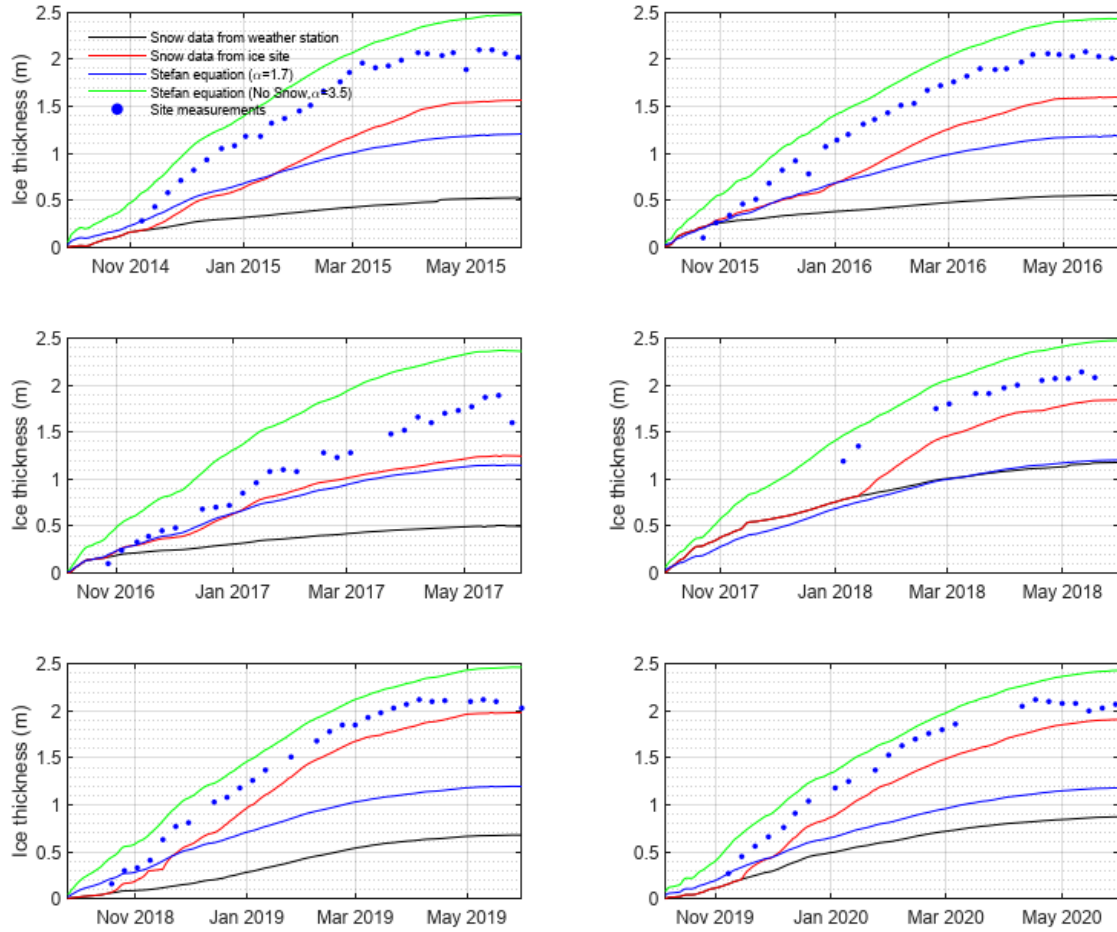 2.5
2
1.5
1
0.5
0
Ice thickness (m)
Snow data from weather station
Snow data from ice site
Stefan equation (α=1.7)
Stefan equation (No Snow,α=3.5)
Site measurements
Nov 2014 Jan 2015 Mar 2015 May 2015
2.5
2
1.5
1
0.5
0
Ice thickness (m)
Nov 2015 Jan 2016 Mar 2016 May 2016
2.5
2
1.5
1
0.5
0
Ice thickness (m)
Nov 2016 Jan 2017 Mar 2017 May 2017
2.5
2
1.5
1
0.5
0
Ice thickness (m)
Nov 2017 Jan 2018 Mar 2018 May 2018
2.5
2
1.5
1
0.5
0
Ice thickness (m)
Nov 2018 Jan 2019 Mar 2019 May 2019
2.5
2
1.5
1
0.5
0
Ice thickness (m)
Nov 2019 Jan 2020 Mar 2020 May 2020